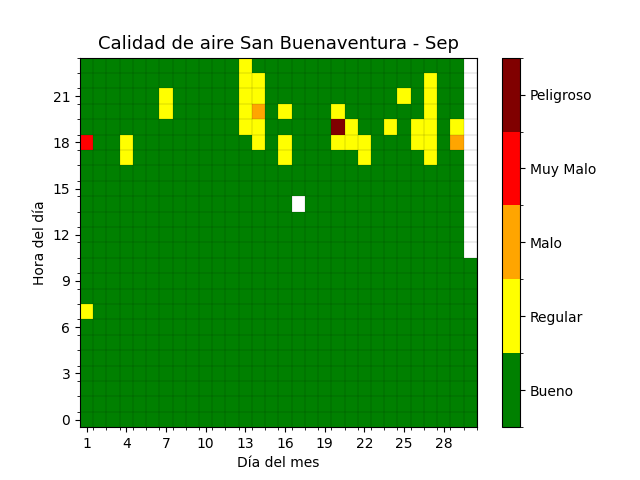 Calidad de aire San Buenaventura - Sep
Hora del día
21
18
15
12
9
6
3
0
1 4 7 10 13 16 19 22 25 28
Día del mes
Peligroso
Muy Malo
Malo
Regular
Bueno